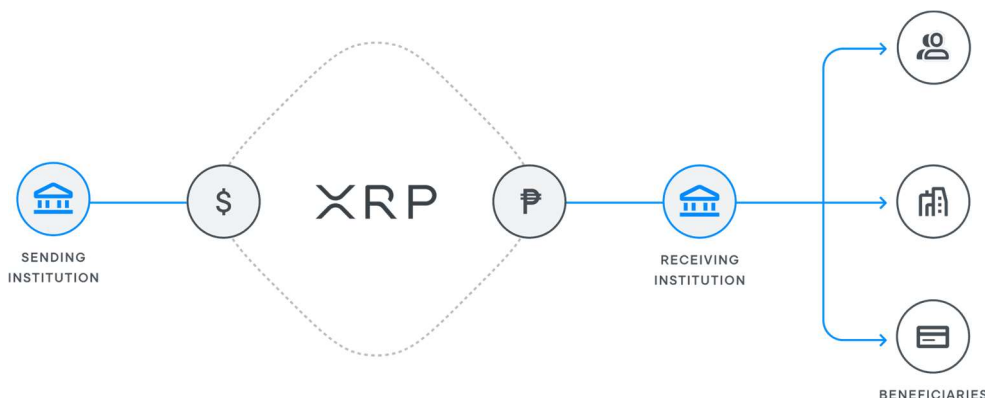 SENDING
INSTITUTION
$
XRP
₱
RECEIVING
INSTITUTION
BENEFICIARIES